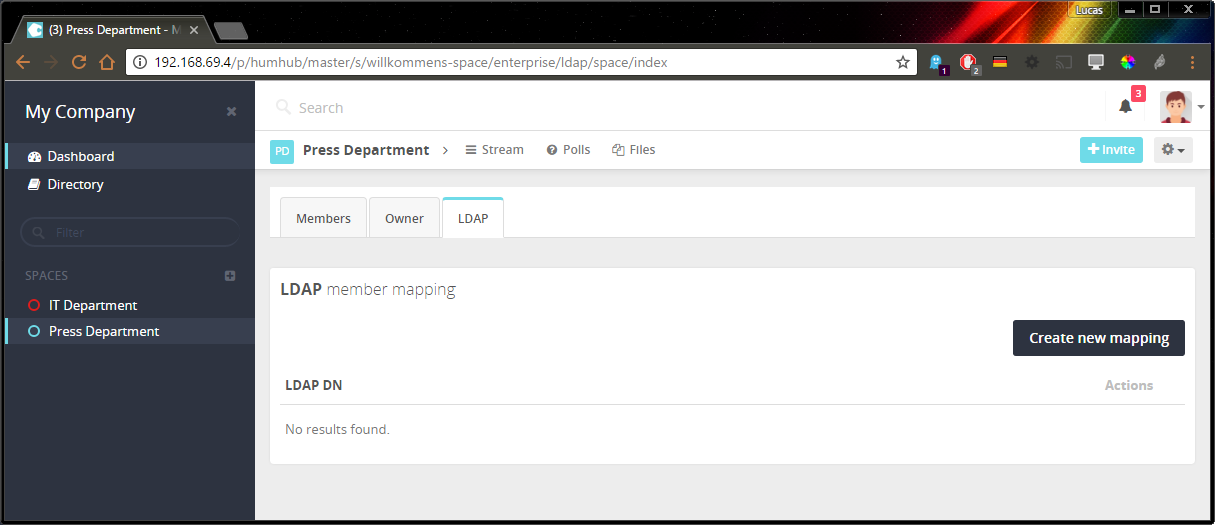 Lucas
(3) Press Department - M
192.168.69.4/p/humhub/master/s/willkommens-space/enterprise/ldap/space/index
1
2
My Company
Search
3
PD Press Department > Stream Polls Files
+ Invite
Dashboard
Directory
Filter
SPACES
IT Department
Press Department
Members Owner LDAP
LDAP member mapping
Create new mapping
LDAP DN Actions
No results found.